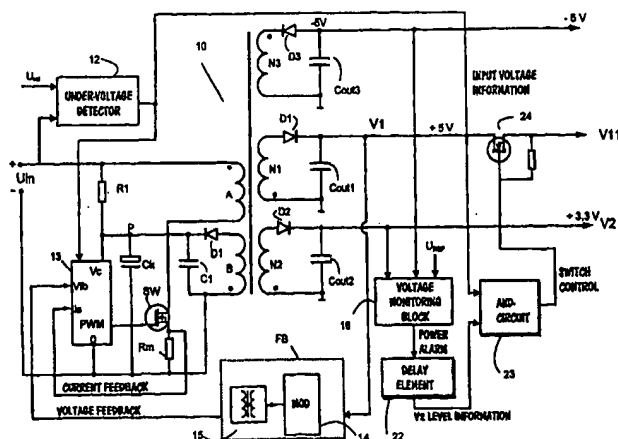 -5V
- 5 V
10
N3
D3
Cout3
12
U
UNDER-VOLTAGE
DETECTOR
INPUT VOLTAGE
INFORMATION
24
D1
V1
+5V
V11
+
Uin
-
R1
A
N1
Cout1
D2
+3,3 V
V2
P
13
Vc
Ck
C1
D1
B
N2
Cout2
UREF
SWITCH
CONTROL
Vfb
Is
PWM
0
SW
Rm
16
VOLTAGE
MONITORING
BLOCK
AND-
CIRCUIT
POWER
ALARM
23
FB
CURRENT FEEDBACK
VOLTAGE FEEDBACK
MOD
DELAY
ELEMENT
15
14
22
V2 LEVEL INFORMATION